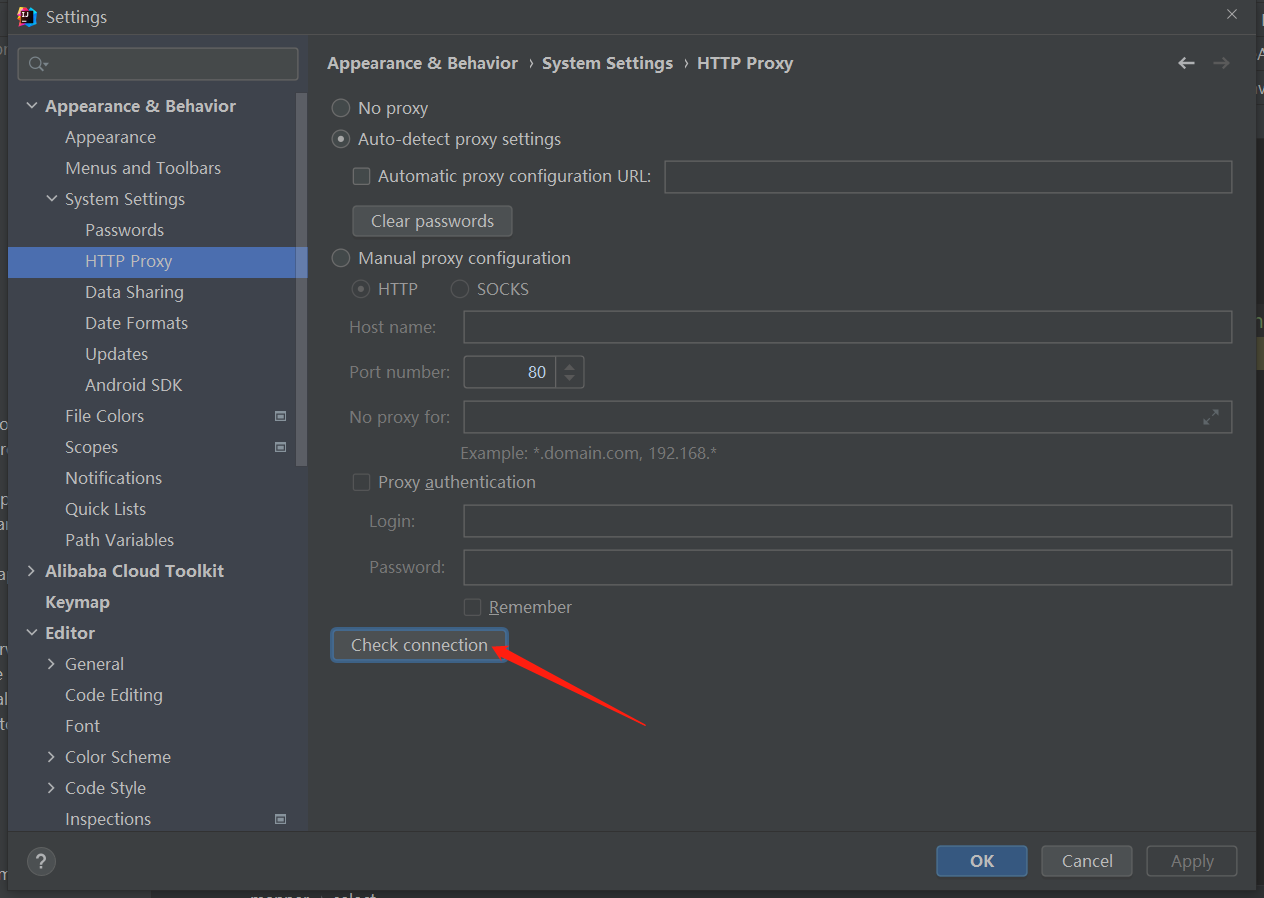 Settings
Appearance & Behavior
Appearance
Menus and Toolbars
System Settings
Passwords
HTTP Proxy
Data Sharing
Date Formats
Updates
Android SDK
File Colors
Scopes
Notifications
Quick Lists
Path Variables
Alibaba Cloud Toolkit
Keymap
Editor
General
Code Editing
Font
Color Scheme
Code Style
Inspections
Appearance & Behavior › System Settings › HTTP Proxy
No proxy
Auto-detect proxy settings
Automatic proxy configuration URL:
Clear passwords
Manual proxy configuration
HTTP SOCKS
Host name:
Port number: 80
No proxy for:
Example: *.domain.com, 192.168.*
Proxy authentication
Login:
Password:
Remember
Check connection
?
OK Cancel Apply